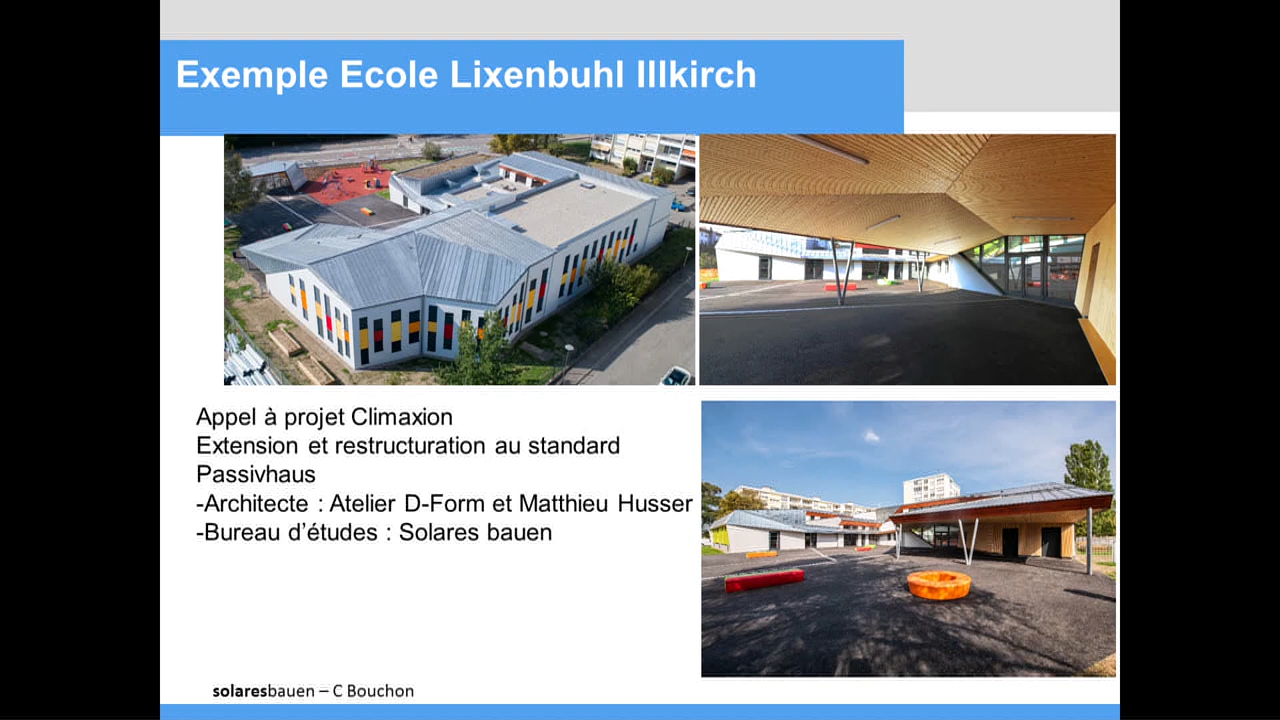 Exemple Ecole Lixenbuhl Illkirch
Appel à projet Climaxion
Extension et restructuration au standard
Passivhaus
-Architecte : Atelier D-Form et Matthieu Husser
-Bureau d’études : Solares bauen
solaresbauen – C Bouchon